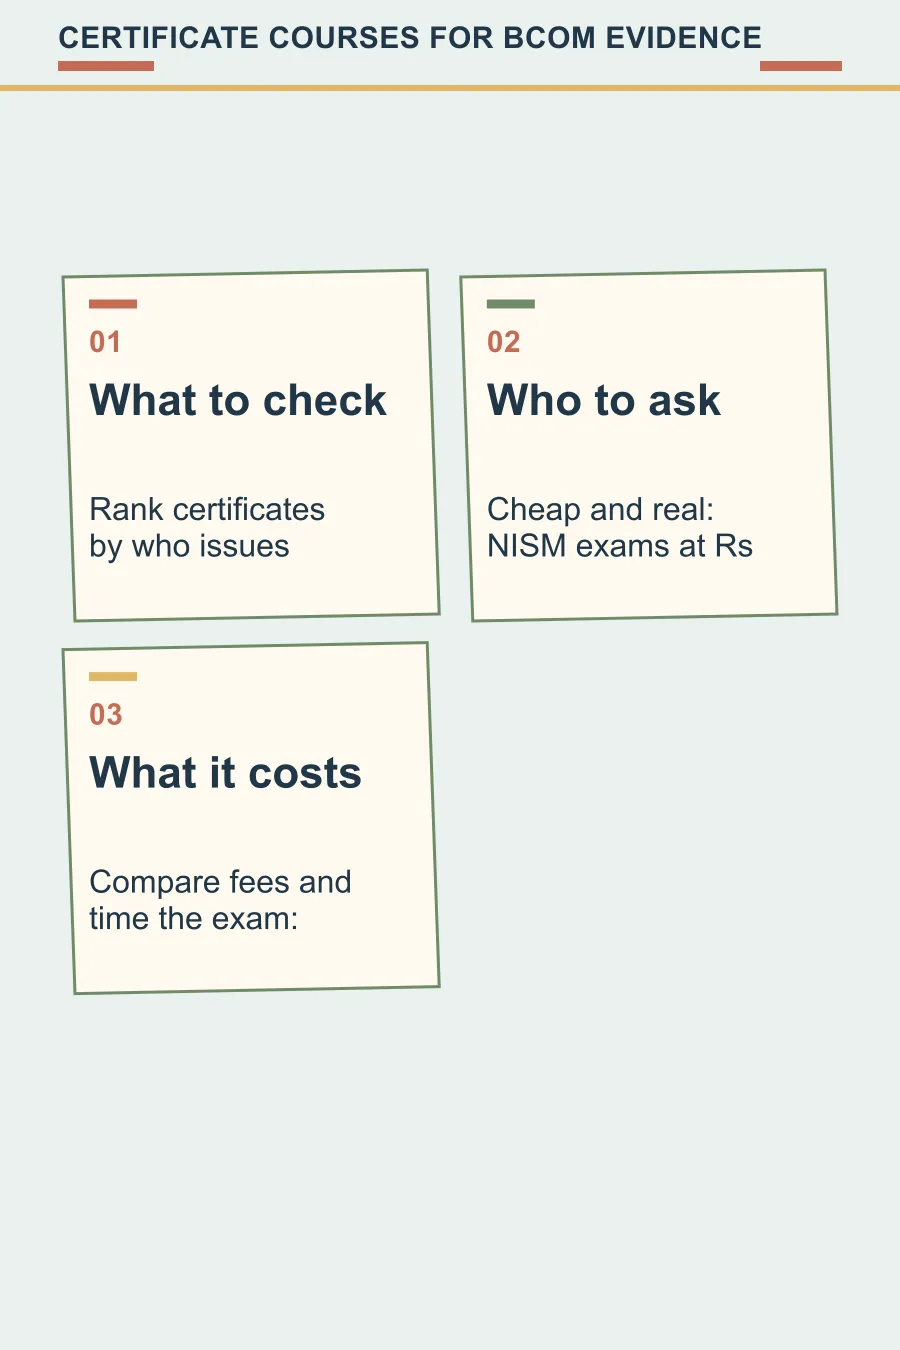 CERTIFICATE COURSES FOR BCOM EVIDENCE
01
What to check
Rank certificates
by who issues
02
Who to ask
Cheap and real:
NISM exams at Rs
03
What it costs
Compare fees and
time the exam: